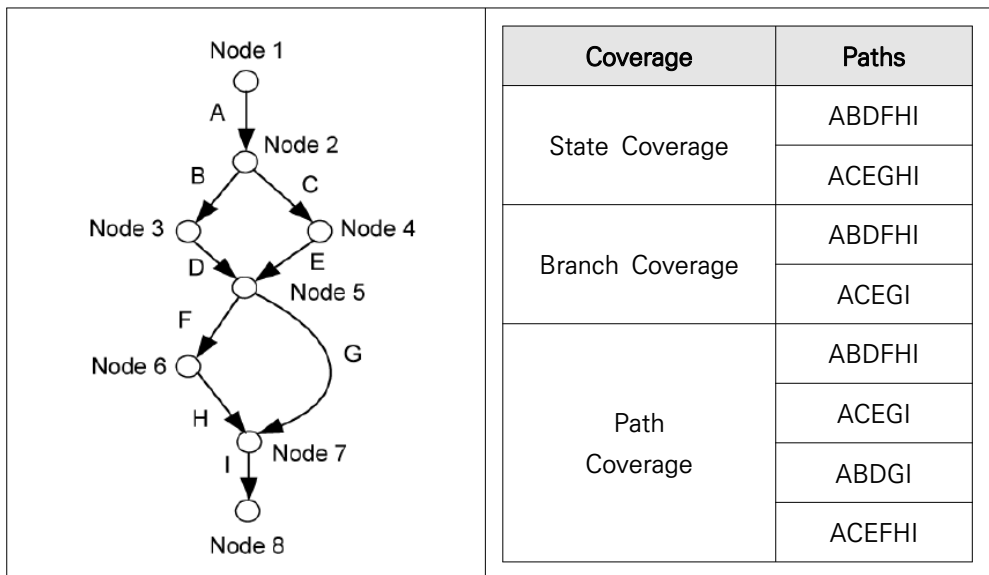 Node 1
A
Node 2
B
C
Node 3
Node 4
D
E
Node 5
F
G
Node 6
H
Node 7
I
Node 8
Coverage Paths
State Coverage
ABDFHI
ACEGHI
Branch Coverage
ABDFHI
ACEGI
Path
Coverage
ABDFHI
ACEGI
ABDGI
ACEFHI